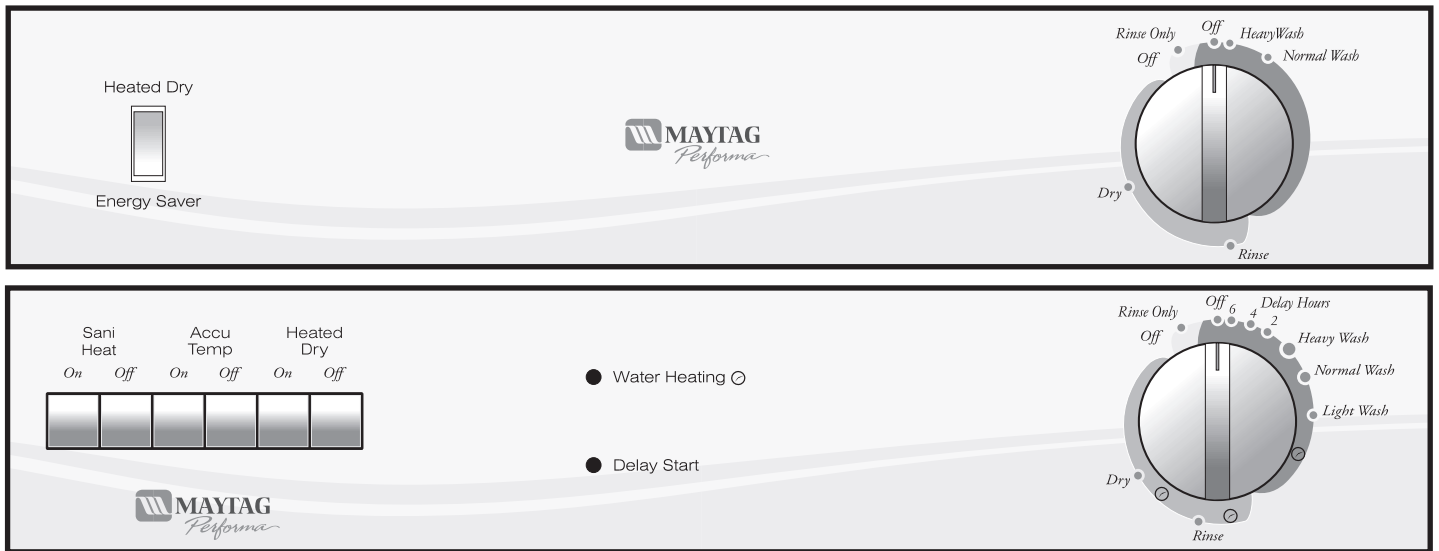 Heated Dry
Energy Saver
MAYTAG
Performa
Off
Rinse Only
HeavyWash
Off
Normal Wash
Dry
Rinse
Sani
Heat
Accu
Temp
Heated
Dry
On Off On Off On Off
MAYTAG
Performa
Water Heating
Delay Start
Off 6 4 2 Delay Hours
Rinse Only
Off
Heavy Wash
Normal Wash
Light Wash
Dry
Rinse